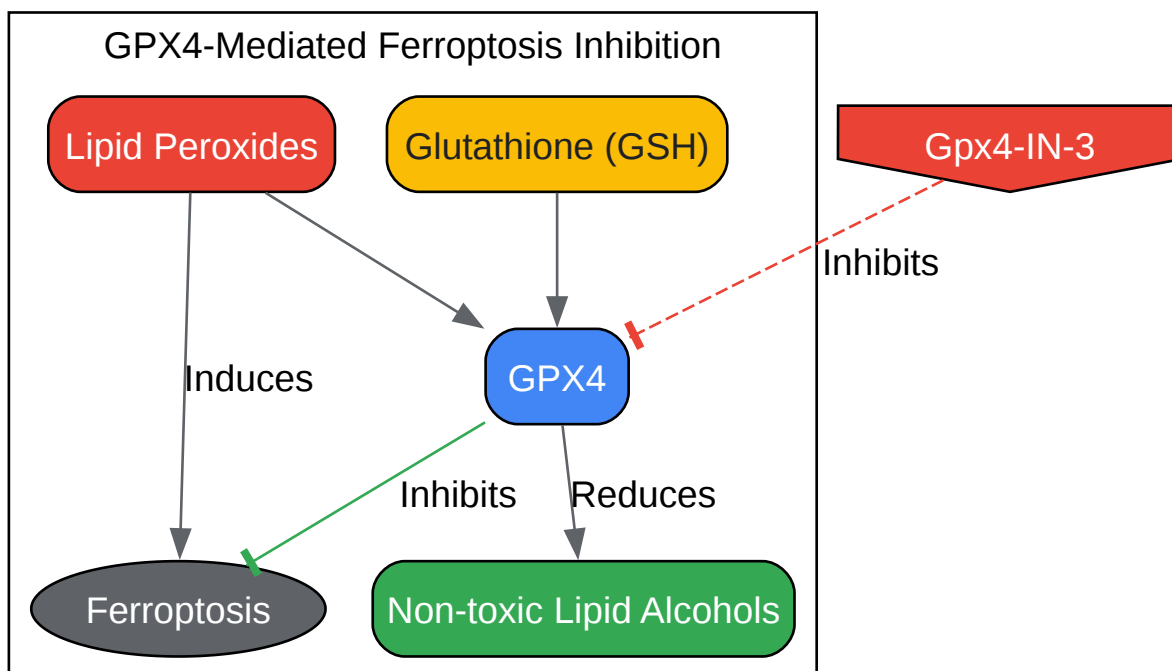 GPX4-Mediated Ferroptosis Inhibition
Lipid Peroxides
Glutathione (GSH)
Gpx4-IN-3
Inhibits
GPX4
Induces
Inhibits
Reduces
Ferroptosis
Non-toxic Lipid Alcohols